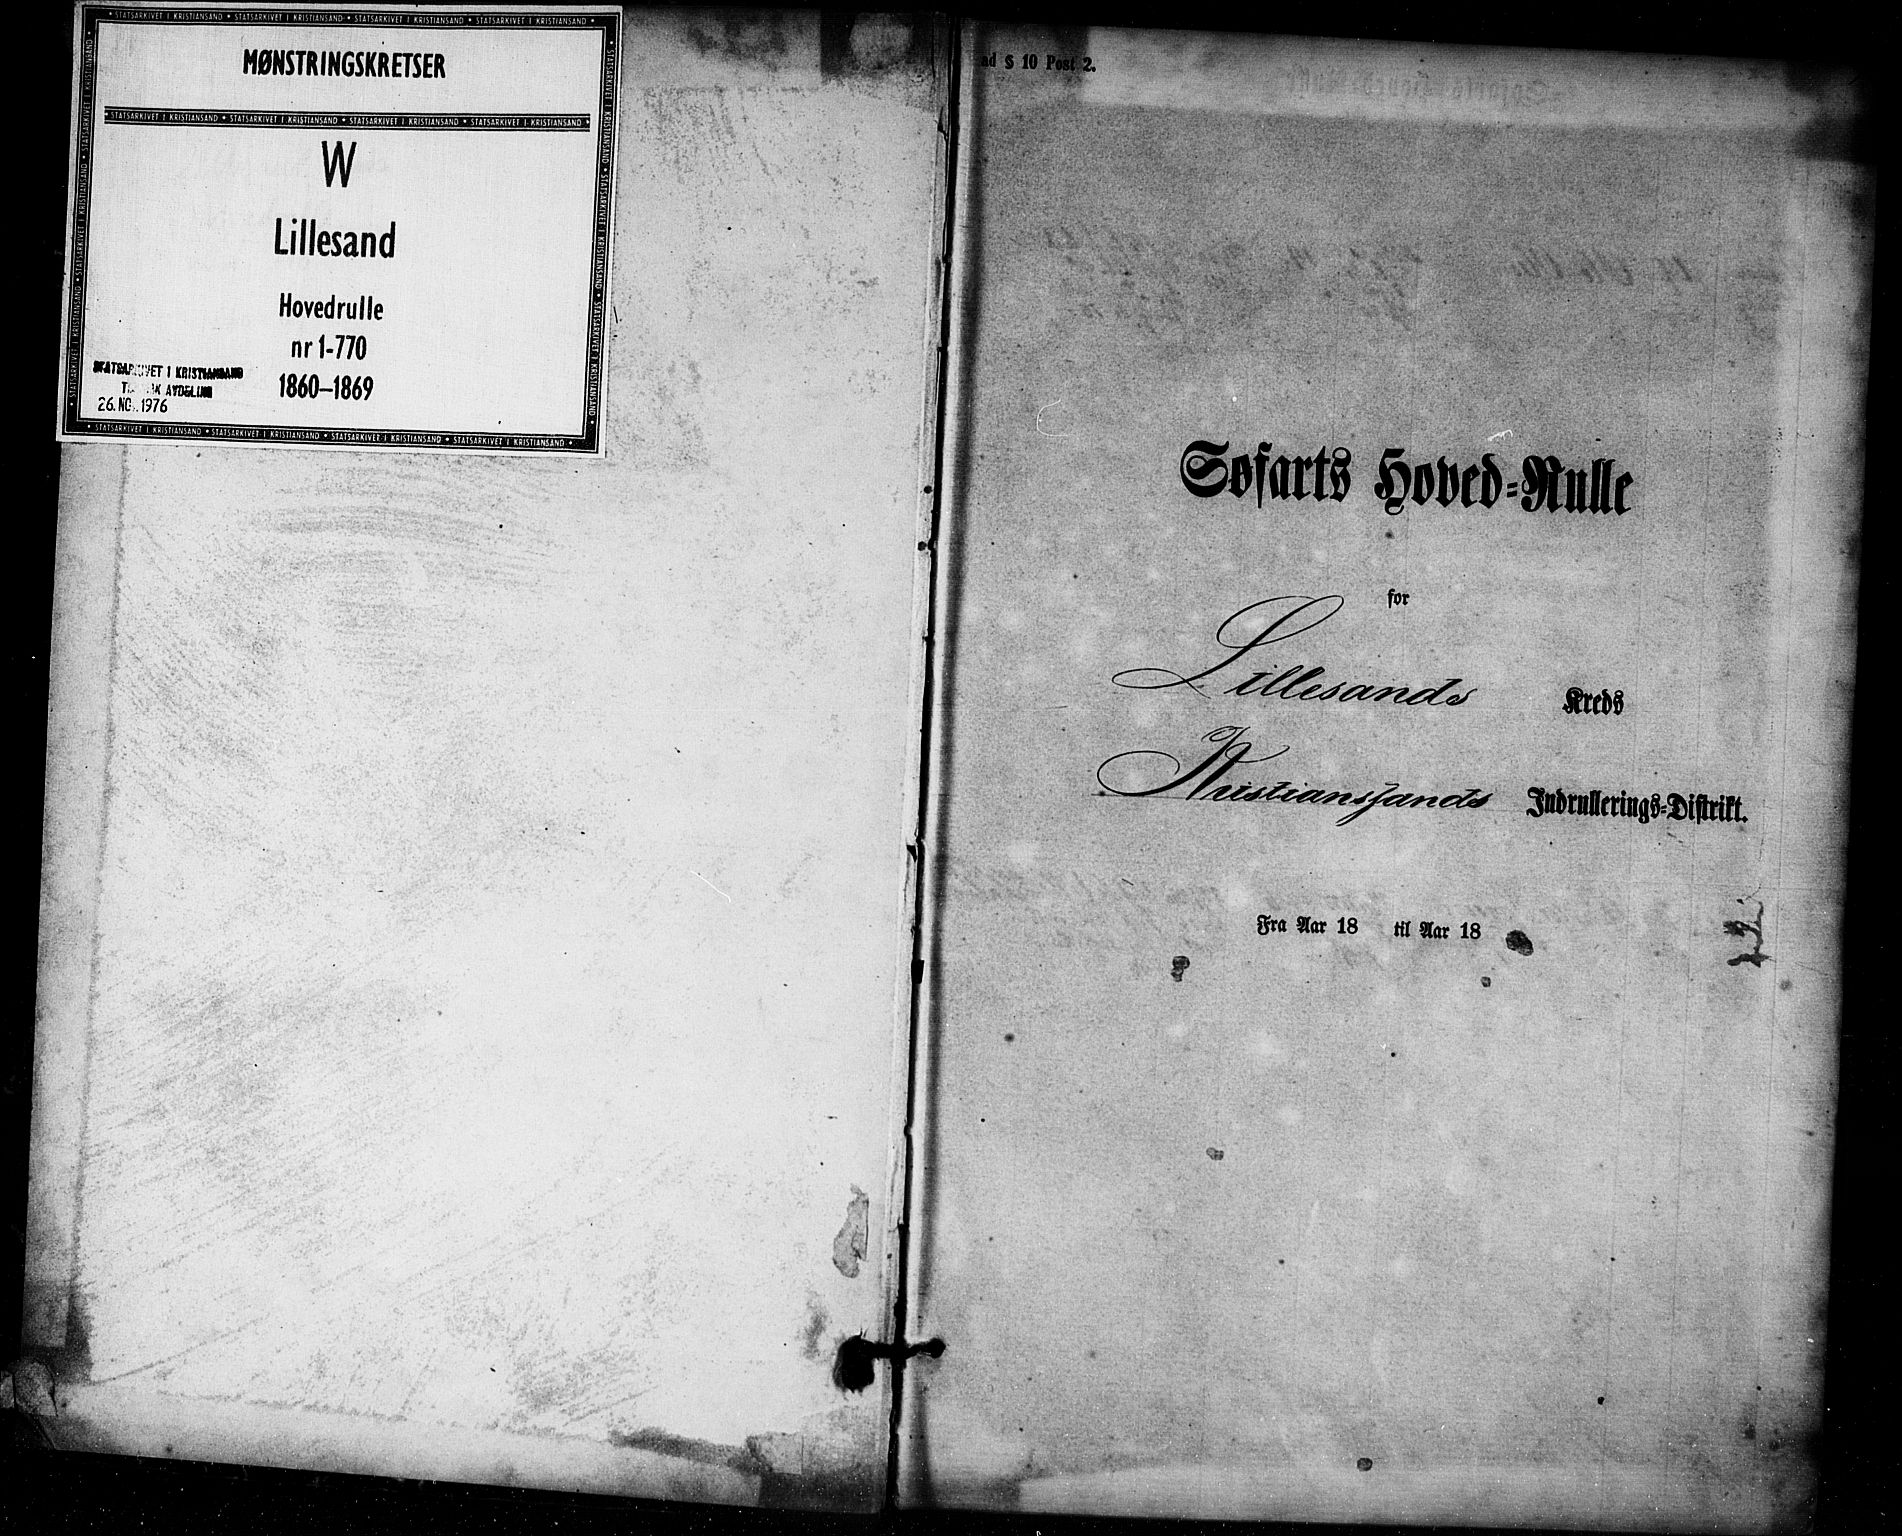 MØNSTRINGSKRETSER
W
Lillesand
Hovedrulle
nr 1-770
1860–1869
STATSARKIVET I KRISTIANSAND
26. NO. 1976
ad § 10 Post 2.
Søfarts Hoved-Rulle
for
Lillesands Kreds
Kristianssands Indrullerings-Distrikt.
Fra Aar 18 til Aar 18